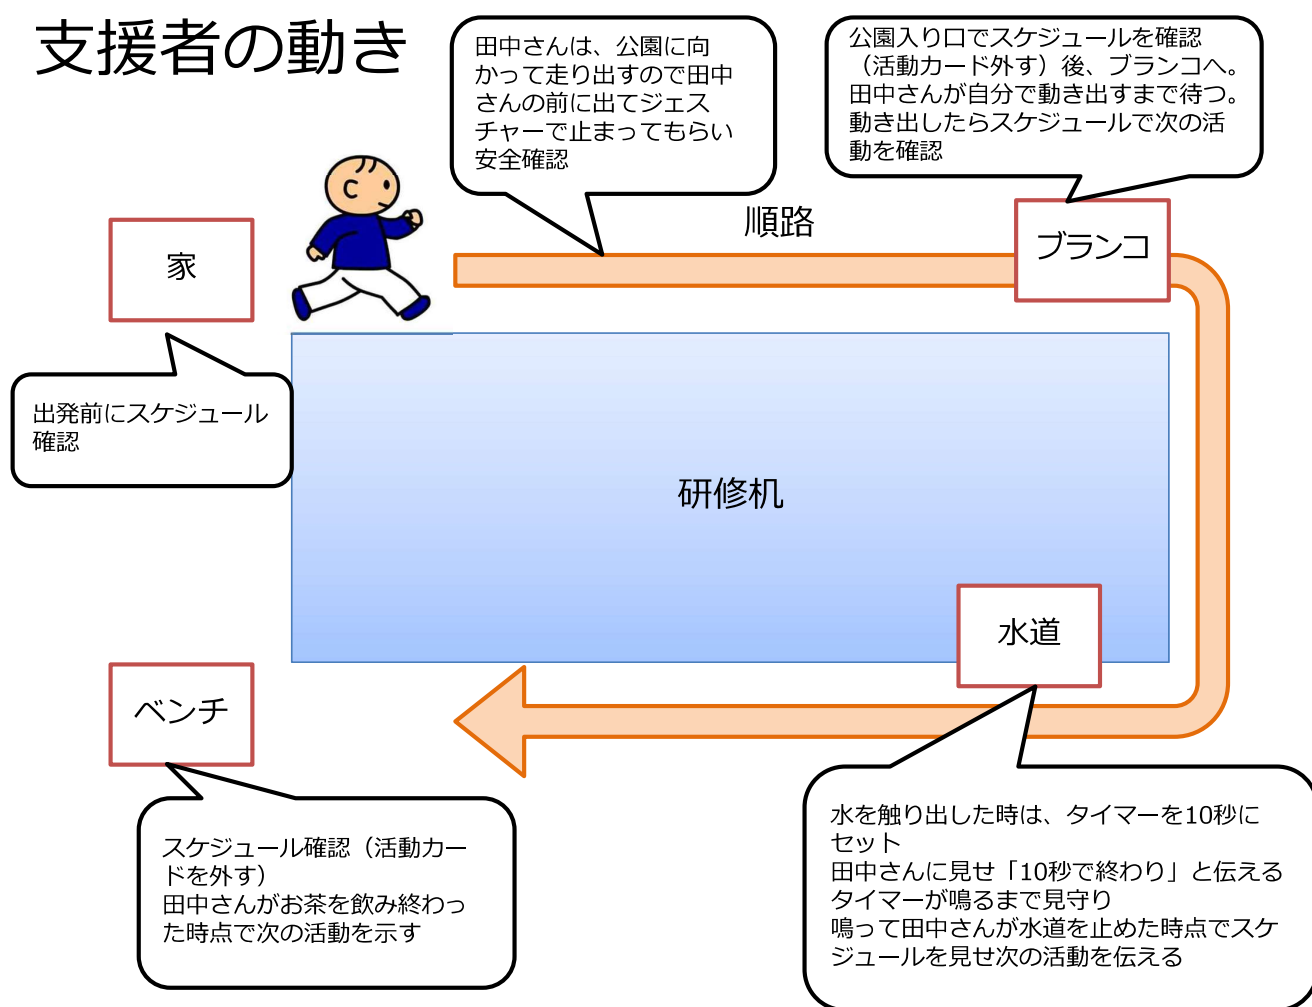 支援者の動き
田中さんは、公園に向
かって走り出すので田中
さんの前に出てジェス
チャーで止まってもらい
安全確認
公園入り口でスケジュールを確認
（活動カード外す）後、ブランコへ。
田中さんが自分で動き出すまで待つ。
動き出したらスケジュールで次の活
動を確認
順路
家
ブランコ
出発前にスケジュール
確認
研修机
水道
ベンチ
スケジュール確認（活動カー
ドを外す）
田中さんがお茶を飲み終わっ
た時点で次の活動を示す
水を触り出した時は、タイマーを10秒に
セット
田中さんに見せ「10秒で終わり」と伝える
タイマーが鳴るまで見守り
鳴って田中さんが水道を止めた時点でスケ
ジュールを見せ次の活動を伝える